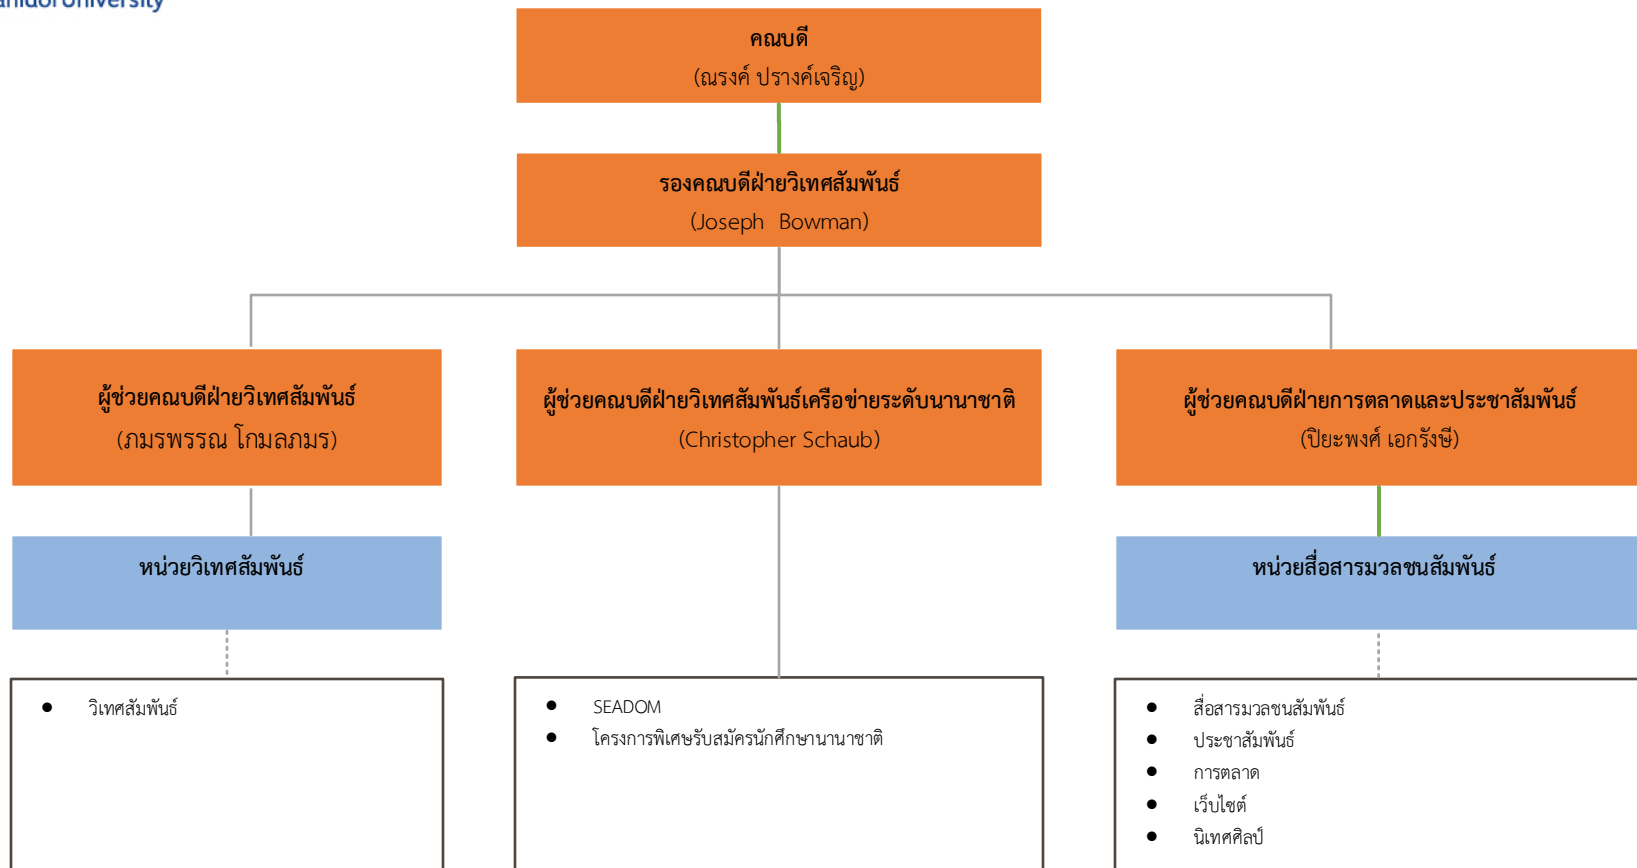 University
คณบดี
(ณรงค์ ปรางค์เจริญ)
รองคณบดีฝ่ายวิเทศสัมพันธ์
(Joseph Bowman)
ผู้ช่วยคณบดีฝ่ายวิเทศสัมพันธ์
(ภมรพรรณ โกมลภมร)
ผู้ช่วยคณบดีฝ่ายวิเทศสัมพันธ์เครือข่ายระดับนานาชาติ
(Christopher Schaub)
ผู้ช่วยคณบดีฝ่ายการตลาดและประชาสัมพันธ์
(ปิยะพงศ์ เอกรังษี)
หน่วยวิเทศสัมพันธ์
หน่วยสื่อสารมวลชนสัมพันธ์
● วิเทศสัมพันธ์
● SEADOM
● โครงการพิเศษรับสมัครนักศึกษานานาชาติ
● สื่อสารมวลชนสัมพันธ์
● ประชาสัมพันธ์
● การตลาด
● เว็บไซต์
● นิเทศศิลป์